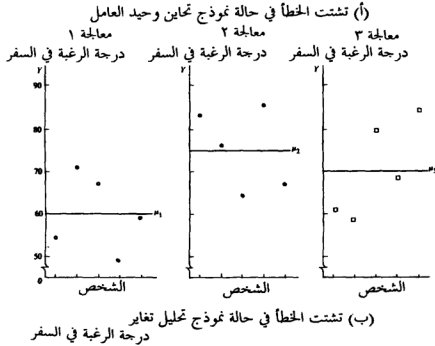 (أ) تشتت الخطأ في حالة نموذج تحاين وحيد العامل
معالجة ١ معالجة ٢ معالجة ٣
درجة الرغبة في السفر درجة الرغبة في السفر درجة الرغبة في السفر
Y Y Y
90
80
70
60
50
0
μ1 μ2 μ3
الشخص الشخص الشخص
(ب) تشتت الخطأ في حالة نموذج تحليل تغاير
درجة الرغبة في السفر